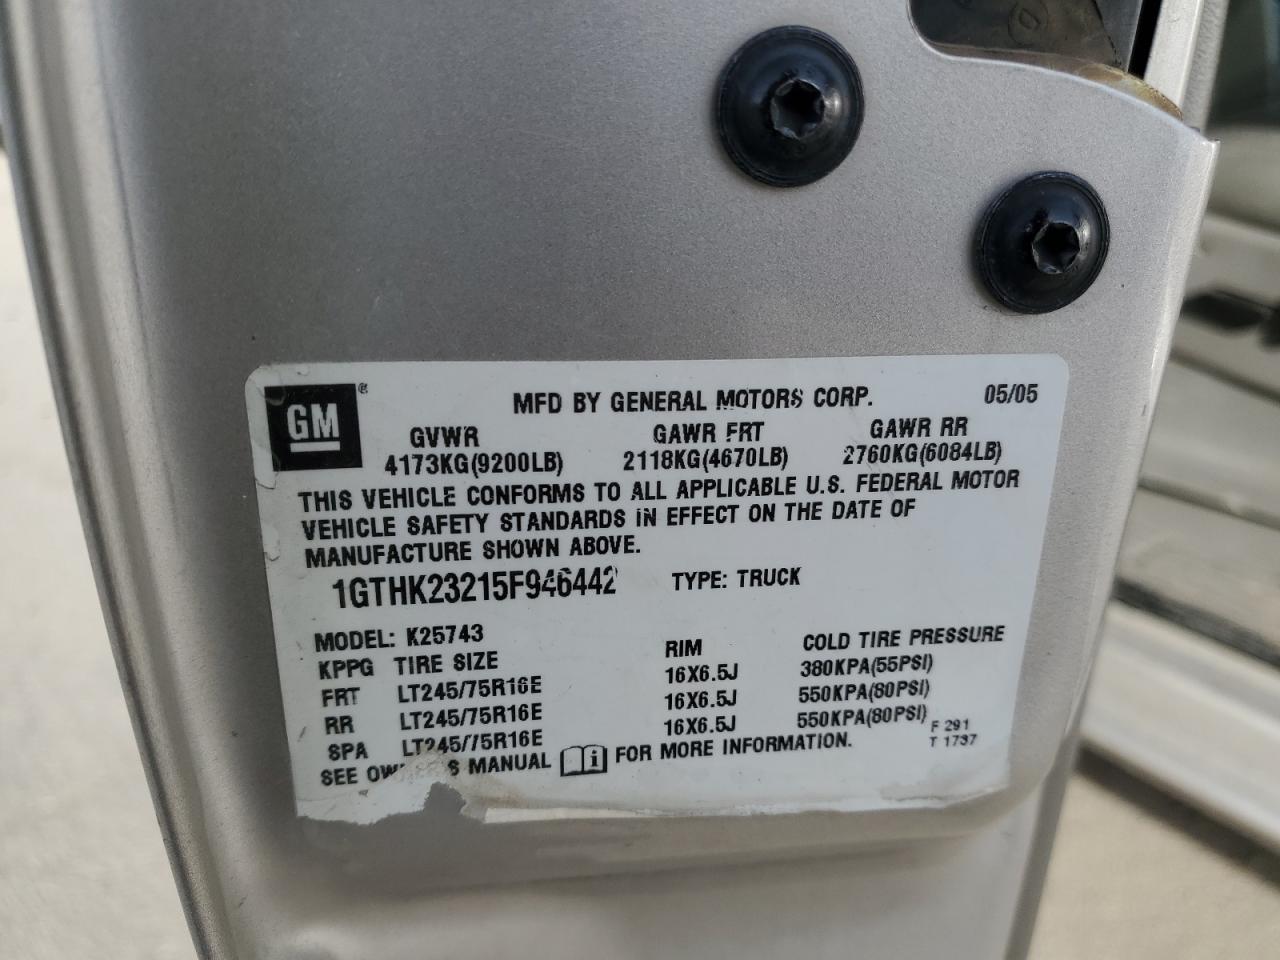 GM ®
MFD BY GENERAL MOTORS CORP. 05/05
GVWR GAWR FRT GAWR RR
4173KG(9200LB) 2118KG(4670LB) 2760KG(6084LB)
THIS VEHICLE CONFORMS TO ALL APPLICABLE U.S. FEDERAL MOTOR
VEHICLE SAFETY STANDARDS IN EFFECT ON THE DATE OF
MANUFACTURE SHOWN ABOVE.
1GTHK23215F946442 TYPE: TRUCK
MODEL: K25743
KPPG TIRE SIZE RIM COLD TIRE PRESSURE
FRT LT245/75R16E 16X6.5J 380KPA(55PSI)
RR LT245/75R16E 16X6.5J 550KPA(80PSI)
SPA LT245/75R16E 16X6.5J 550KPA(80PSI)
SEE OWNER'S MANUAL i FOR MORE INFORMATION.
F 291
T 1737